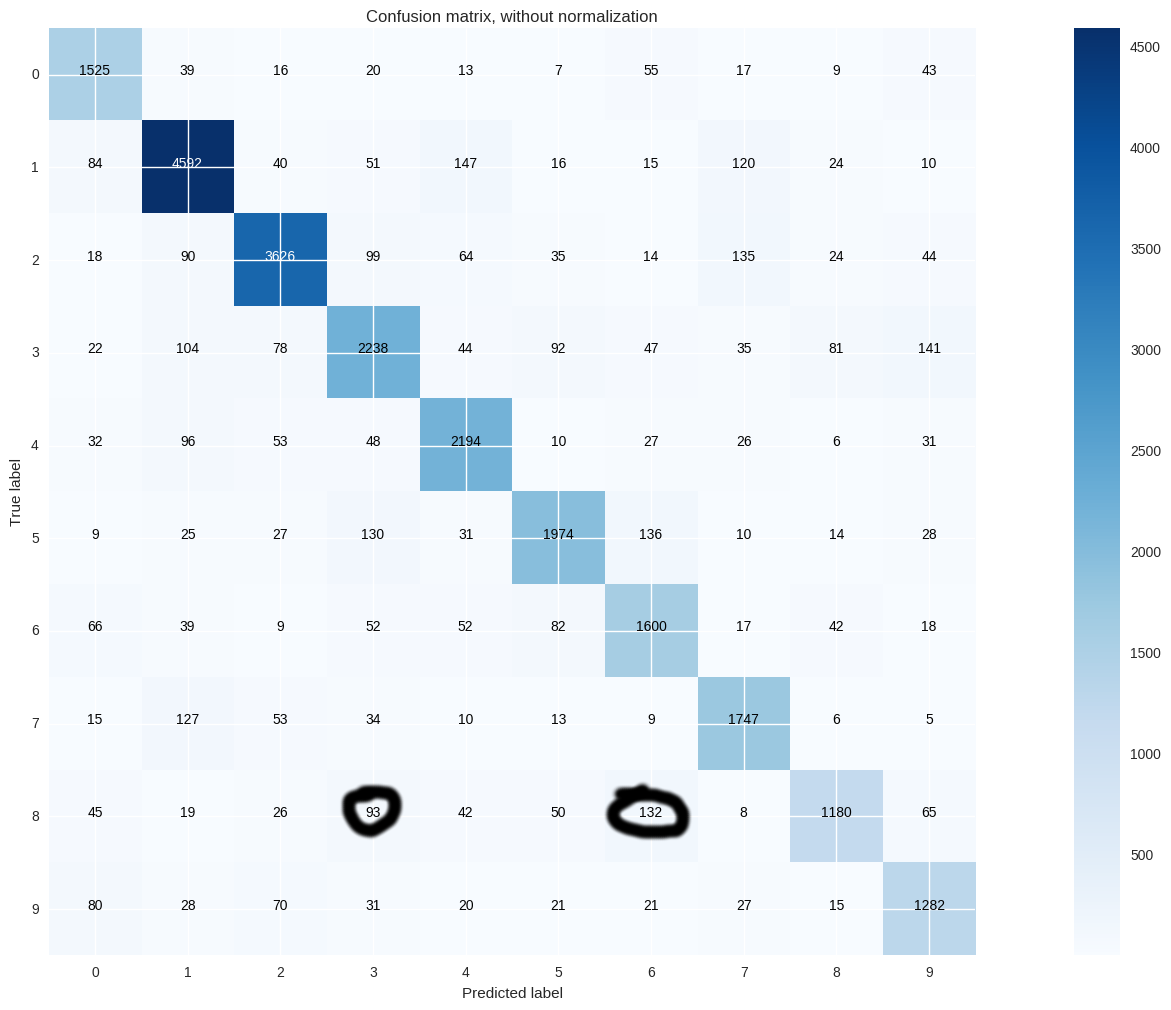 Confusion matrix, without normalization
0 1525 39 16 20 13 7 55 17 9 43
1 84 4592 40 51 147 16 15 120 24 10
2 18 90 3626 99 64 35 14 135 24 44
3 22 104 78 2238 44 92 47 35 81 141
4 32 96 53 48 2194 10 27 26 6 31
5 9 25 27 130 31 1974 136 10 14 28
6 66 39 9 52 52 82 1600 17 42 18
7 15 127 53 34 10 13 9 1747 6 5
8 45 19 26 93 42 50 132 8 1180 65
9 80 28 70 31 20 21 21 27 15 1282
0 1 2 3 4 5 6 7 8 9
Predicted label
True label
4500
4000
3500
3000
2500
2000
1500
1000
500